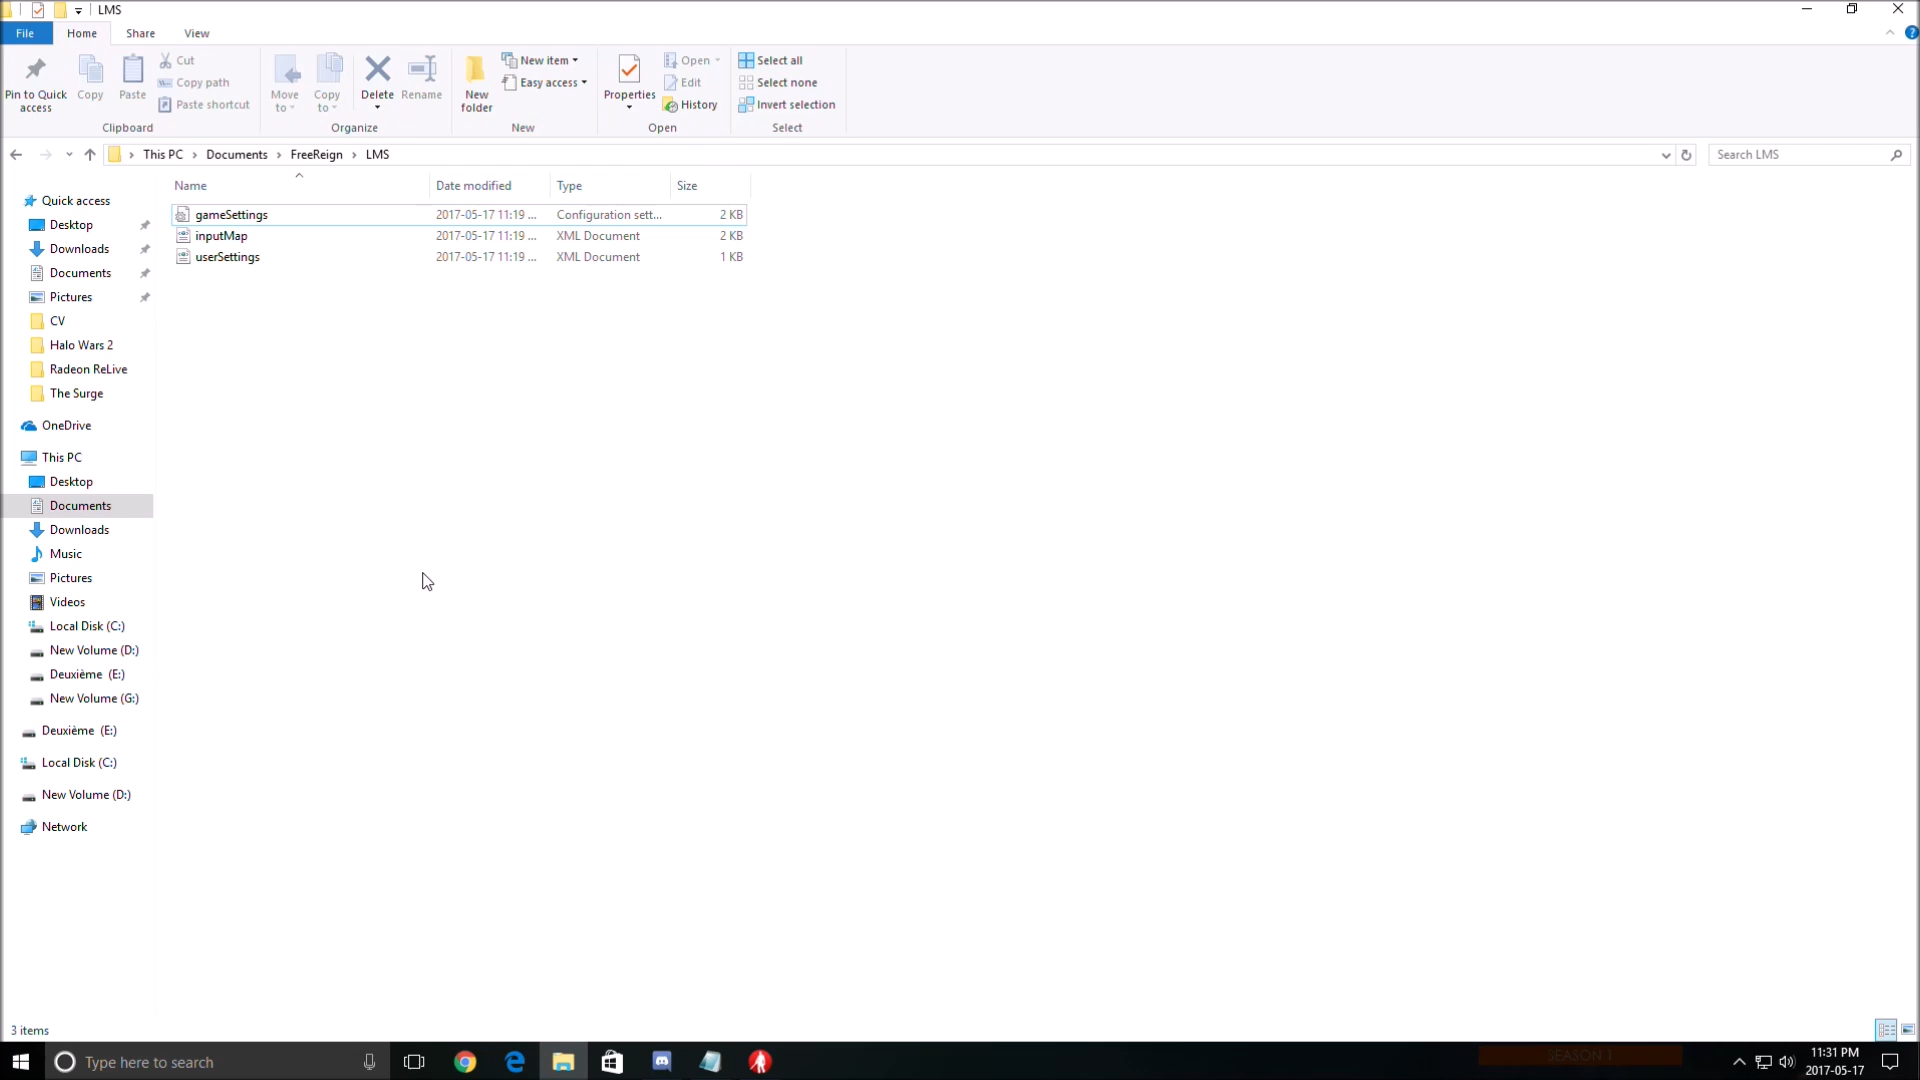 LMS
File Home Share View
Pin to Quick access
Copy
Paste
Cut
Copy path
Paste shortcut
Clipboard
Move to
Copy to
Delete
Rename
Organize
New folder
New item
Easy access
New
Properties
Open
Edit
History
Open
Select all
Select none
Invert selection
Select
This PC > Documents > FreeReign > LMS
Search LMS
Name Date modified Type Size
gameSettings 2017-05-17 11:19 ... Configuration sett... 2 KB
inputMap 2017-05-17 11:19 ... XML Document 2 KB
userSettings 2017-05-17 11:19 ... XML Document 1 KB
Quick access
Desktop
Downloads
Documents
Pictures
CV
Halo Wars 2
Radeon ReLive
The Surge
OneDrive
This PC
Desktop
Documents
Downloads
Music
Pictures
Videos
Local Disk (C:)
New Volume (D:)
Deuxième (E:)
New Volume (G:)
Deuxième (E:)
Local Disk (C:)
New Volume (D:)
Network
3 items
Type here to search
SEASON 1
11:31 PM
2017-05-17